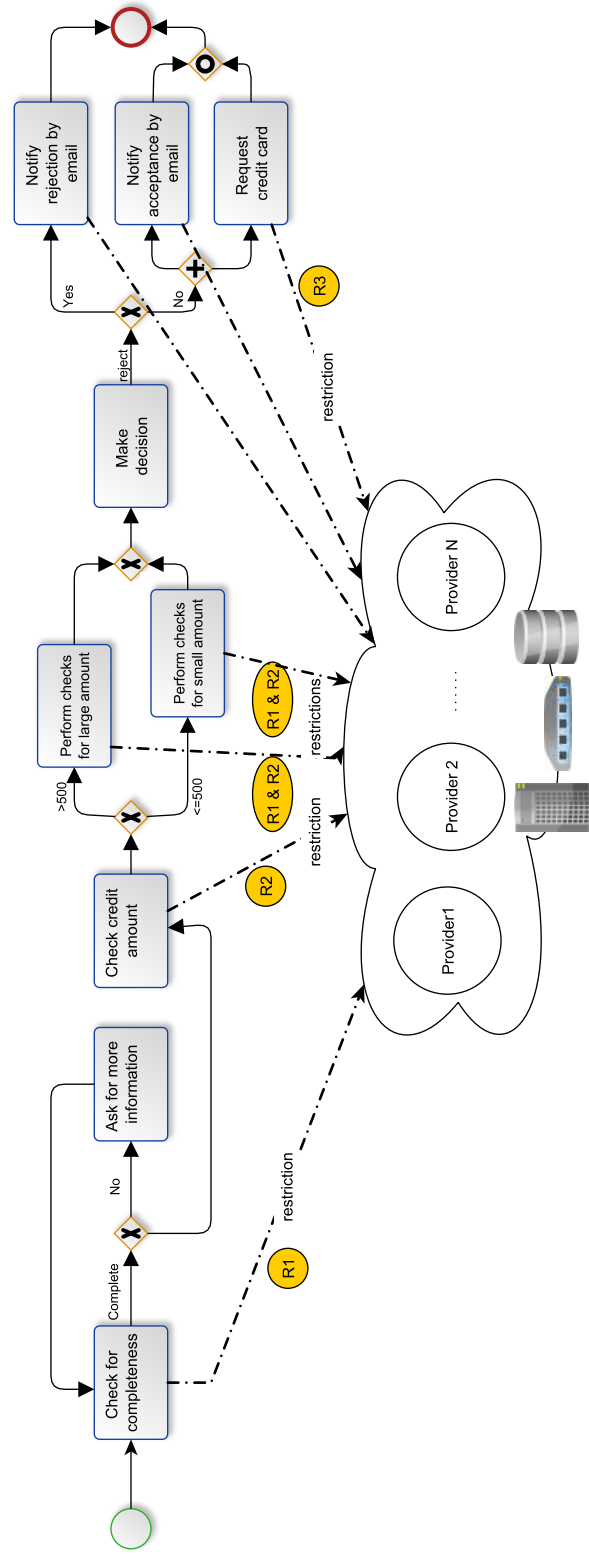 Check for
completeness
Complete
No
Ask for more
information
Check credit
amount
>500
<=500
Perform checks
for large amount
Perform checks
for small amount
Make
decision
reject
Yes
No
Notify
rejection by
email
Notify
acceptance by
email
Request
credit card
R1
restriction
R2
restriction
R1 & R2
R1 & R2
restrictions
R3
restriction
Provider1
Provider 2
......
Provider N